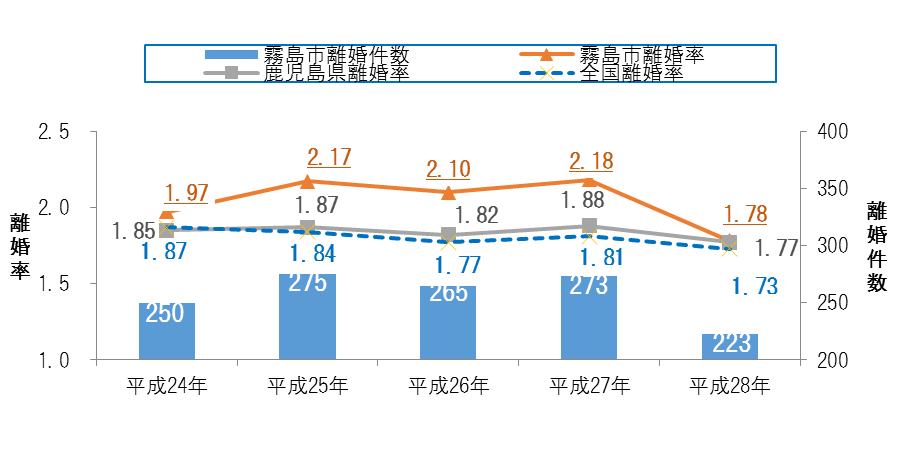 霧島市離婚件数 霧島市離婚率
鹿児島県離婚率 全国離婚率
2.5 400
2.17 2.18
2.10
1.97 350
1.87 1.88
2.0 1.82 1.78
1.85 300
1.87 1.84 1.77 1.81 1.77
1.73
1.5 275 265 273 250
250 223
1.0 200
離婚率
離婚件数
平成24年 平成25年 平成26年 平成27年 平成28年